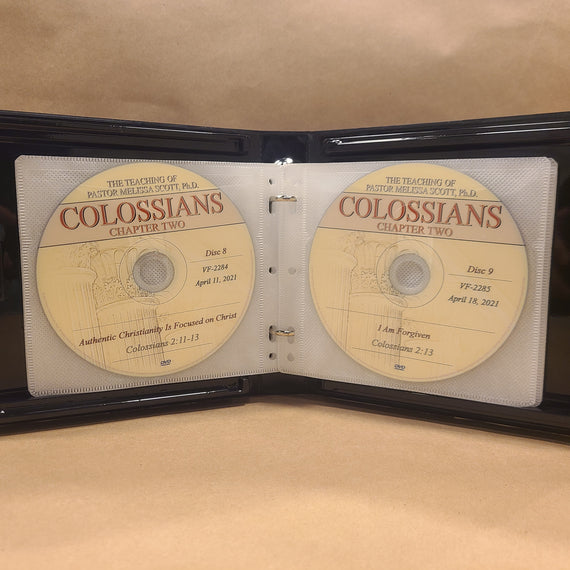 THE TEACHING OF
PASTOR MELISSA SCOTT, Ph.D.
COLOSSIANS
CHAPTER TWO
Disc 8
VF-2284
April 11, 2021
Authentic Christianity Is Focused on Christ
Colossians 2:11-13
DVD
THE TEACHING OF
PASTOR MELISSA SCOTT, Ph.D.
COLOSSIANS
CHAPTER TWO
Disc 9
VF-2285
April 18, 2021
I Am Forgiven
Colossians 2:13
DVD